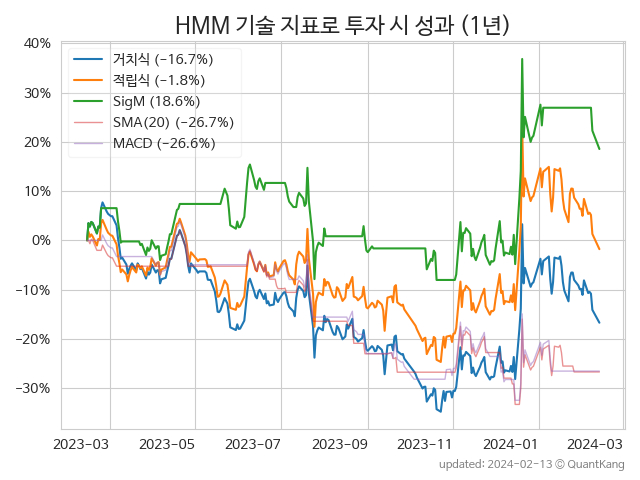 HMM 기술 지표로 투자 시 성과 (1년)
40%
30%
20%
10%
0%
−10%
−20%
−30%
거치식 (−16.7%)
적립식 (−1.8%)
SigM (18.6%)
SMA(20) (−26.7%)
MACD (−26.6%)
2023-03 2023-05 2023-07 2023-09 2023-11 2024-01 2024-03
updated: 2024-02-13 ⓒ QuantKang